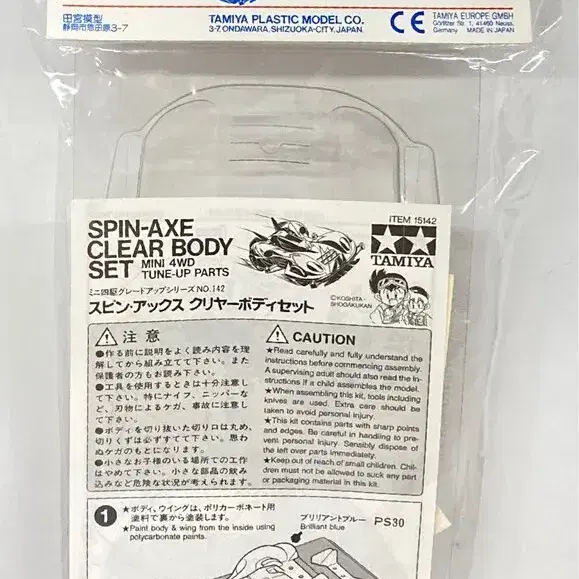 田宮模型
静岡市恩田原3-7
TAMIYA PLASTIC MODEL CO.
3-7, ONDAWARA, SHIZUOKA-CITY, JAPAN.
TAMIYA EUROPE GMBH
Görlitzer Str. 1, 41460 Neuss,
Germany MADE IN JAPAN
ITEM 15142
SPIN-AXE
CLEAR BODY
SET MINI 4WD
TUNE-UP PARTS
TAMIYA
ミニ四駆グレードアップシリーズ NO.142
スピン・アックス クリヤーボディセット
©KOSHITA・
SHOGAKUKAN
注意
●作る前に説明をよく読み内容を理
解してから組み立てて下さい。また
保護者の方もお読み下さい。
●工具を使用するときは十分注意し
て下さい。特にナイフ、ニッパーな
ど、刃物によるケガ、事故に注意し
て下さい。
●ボディを切り抜いた切り口は丸め、
切りくずは必ずすてて下さい。思わ
ぬケガのもとになります。
●小さなお子様のいる場所での工作
はやめて下さい。小さな部品の飲み
込みなど危険な状況が考えられます。
CAUTION
★Read carefully and fully understand the
instructions before commencing assembly.
A supervising adult should also read the in-
structions if a child assembles the model.
★When assembling this kit, tools including
knives are used. Extra care should be
taken to avoid personal injury.
★This kit contains parts with sharp points
and edges. Be careful in handling to pre-
vent personal injury. Sensibly dispose of
the left over parts immediately.
★Keep out of reach of small children. Chil-
dren must not be allowed to suck any part
or packaging material in this kit.
1
★ボディ、ウイングは、ポリカーボネート用
塗料で裏から塗装します。
★Paint body & wing from the inside using
polycarbonate paints.
ブリリアントブルー PS30
Brilliant blue